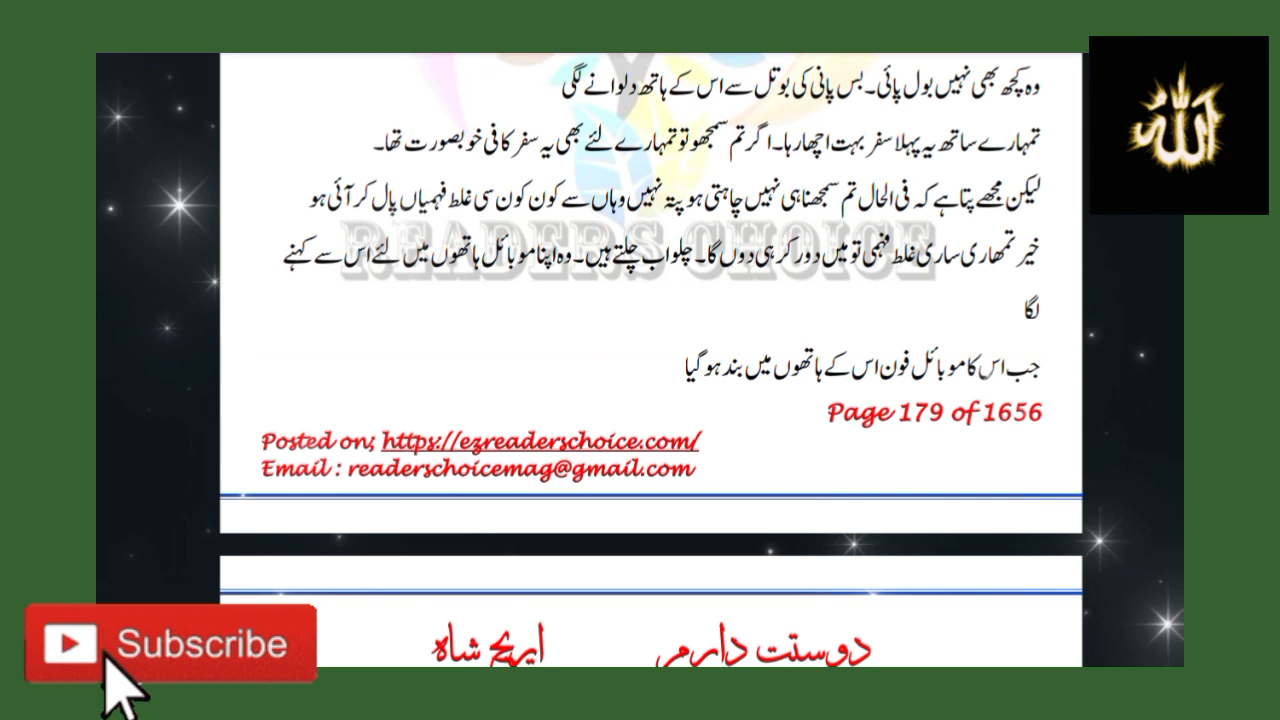 وہ کچھ بھی نہیں بول پائی۔ بس پانی کی بوتل سے اس کے ہاتھ دلوانے لگی
تمہارے ساتھ یہ پہلا سفر بہت اچھا رہا۔ اگر تم سمجھو تو تمہارے لئے بھی یہ سفر کافی خوبصورت تھا۔
لیکن مجھے پتا ہے کہ فی الحال تم سمجھنا ہی نہیں چاہتی ہو پتہ نہیں وہاں سے کون کون سی غلط فہمیاں پال کر آئی ہو
خیر تمھاری ساری غلط فہمی تو میں دور کر ہی دوں گا۔ چلو اب چلتے ہیں۔ وہ اپنا موبائل ہاتھوں میں لئے اس سے کہنے
لگا
جب اس کا موبائل فون اس کے ہاتھوں میں بند ہو گیا
READERS CHOICE
Page 179 of 1656
Posted on; https://ezreaderschoice.com/
Email : readerschoicemag@gmail.com
دوستت دارم اریج شاہ
الله
Subscribe